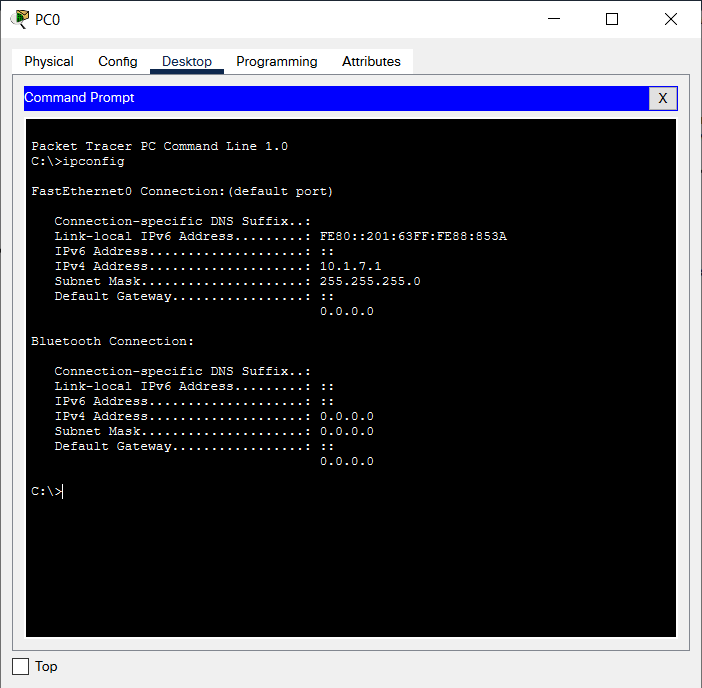 PC0
Physical Config Desktop Programming Attributes
Command Prompt
X
Packet Tracer PC Command Line 1.0
C:\>ipconfig
FastEthernet0 Connection:(default port)
Connection-specific DNS Suffix..:
Link-local IPv6 Address.........: FE80::201:63FF:FE88:853A
IPv6 Address....................: ::
IPv4 Address....................: 10.1.7.1
Subnet Mask.....................: 255.255.255.0
Default Gateway.................: ::
0.0.0.0
Bluetooth Connection:
Connection-specific DNS Suffix..:
Link-local IPv6 Address.........: ::
IPv6 Address....................: ::
IPv4 Address....................: 0.0.0.0
Subnet Mask.....................: 0.0.0.0
Default Gateway.................: ::
0.0.0.0
C:\>
Top